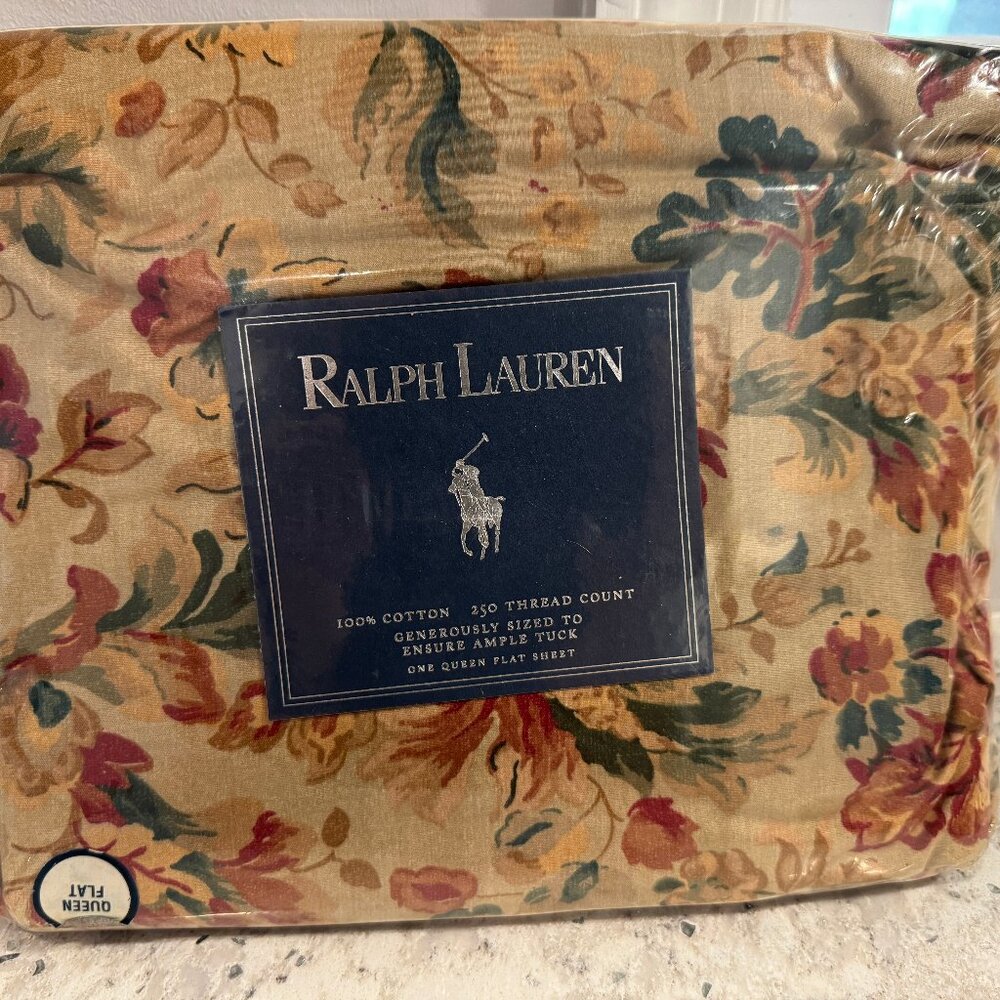 RALPH LAUREN
100% COTTON 250 THREAD COUNT
GENEROUSLY SIZED TO
ENSURE AMPLE TUCK
ONE QUEEN FLAT SHEET
QUEEN
FLAT